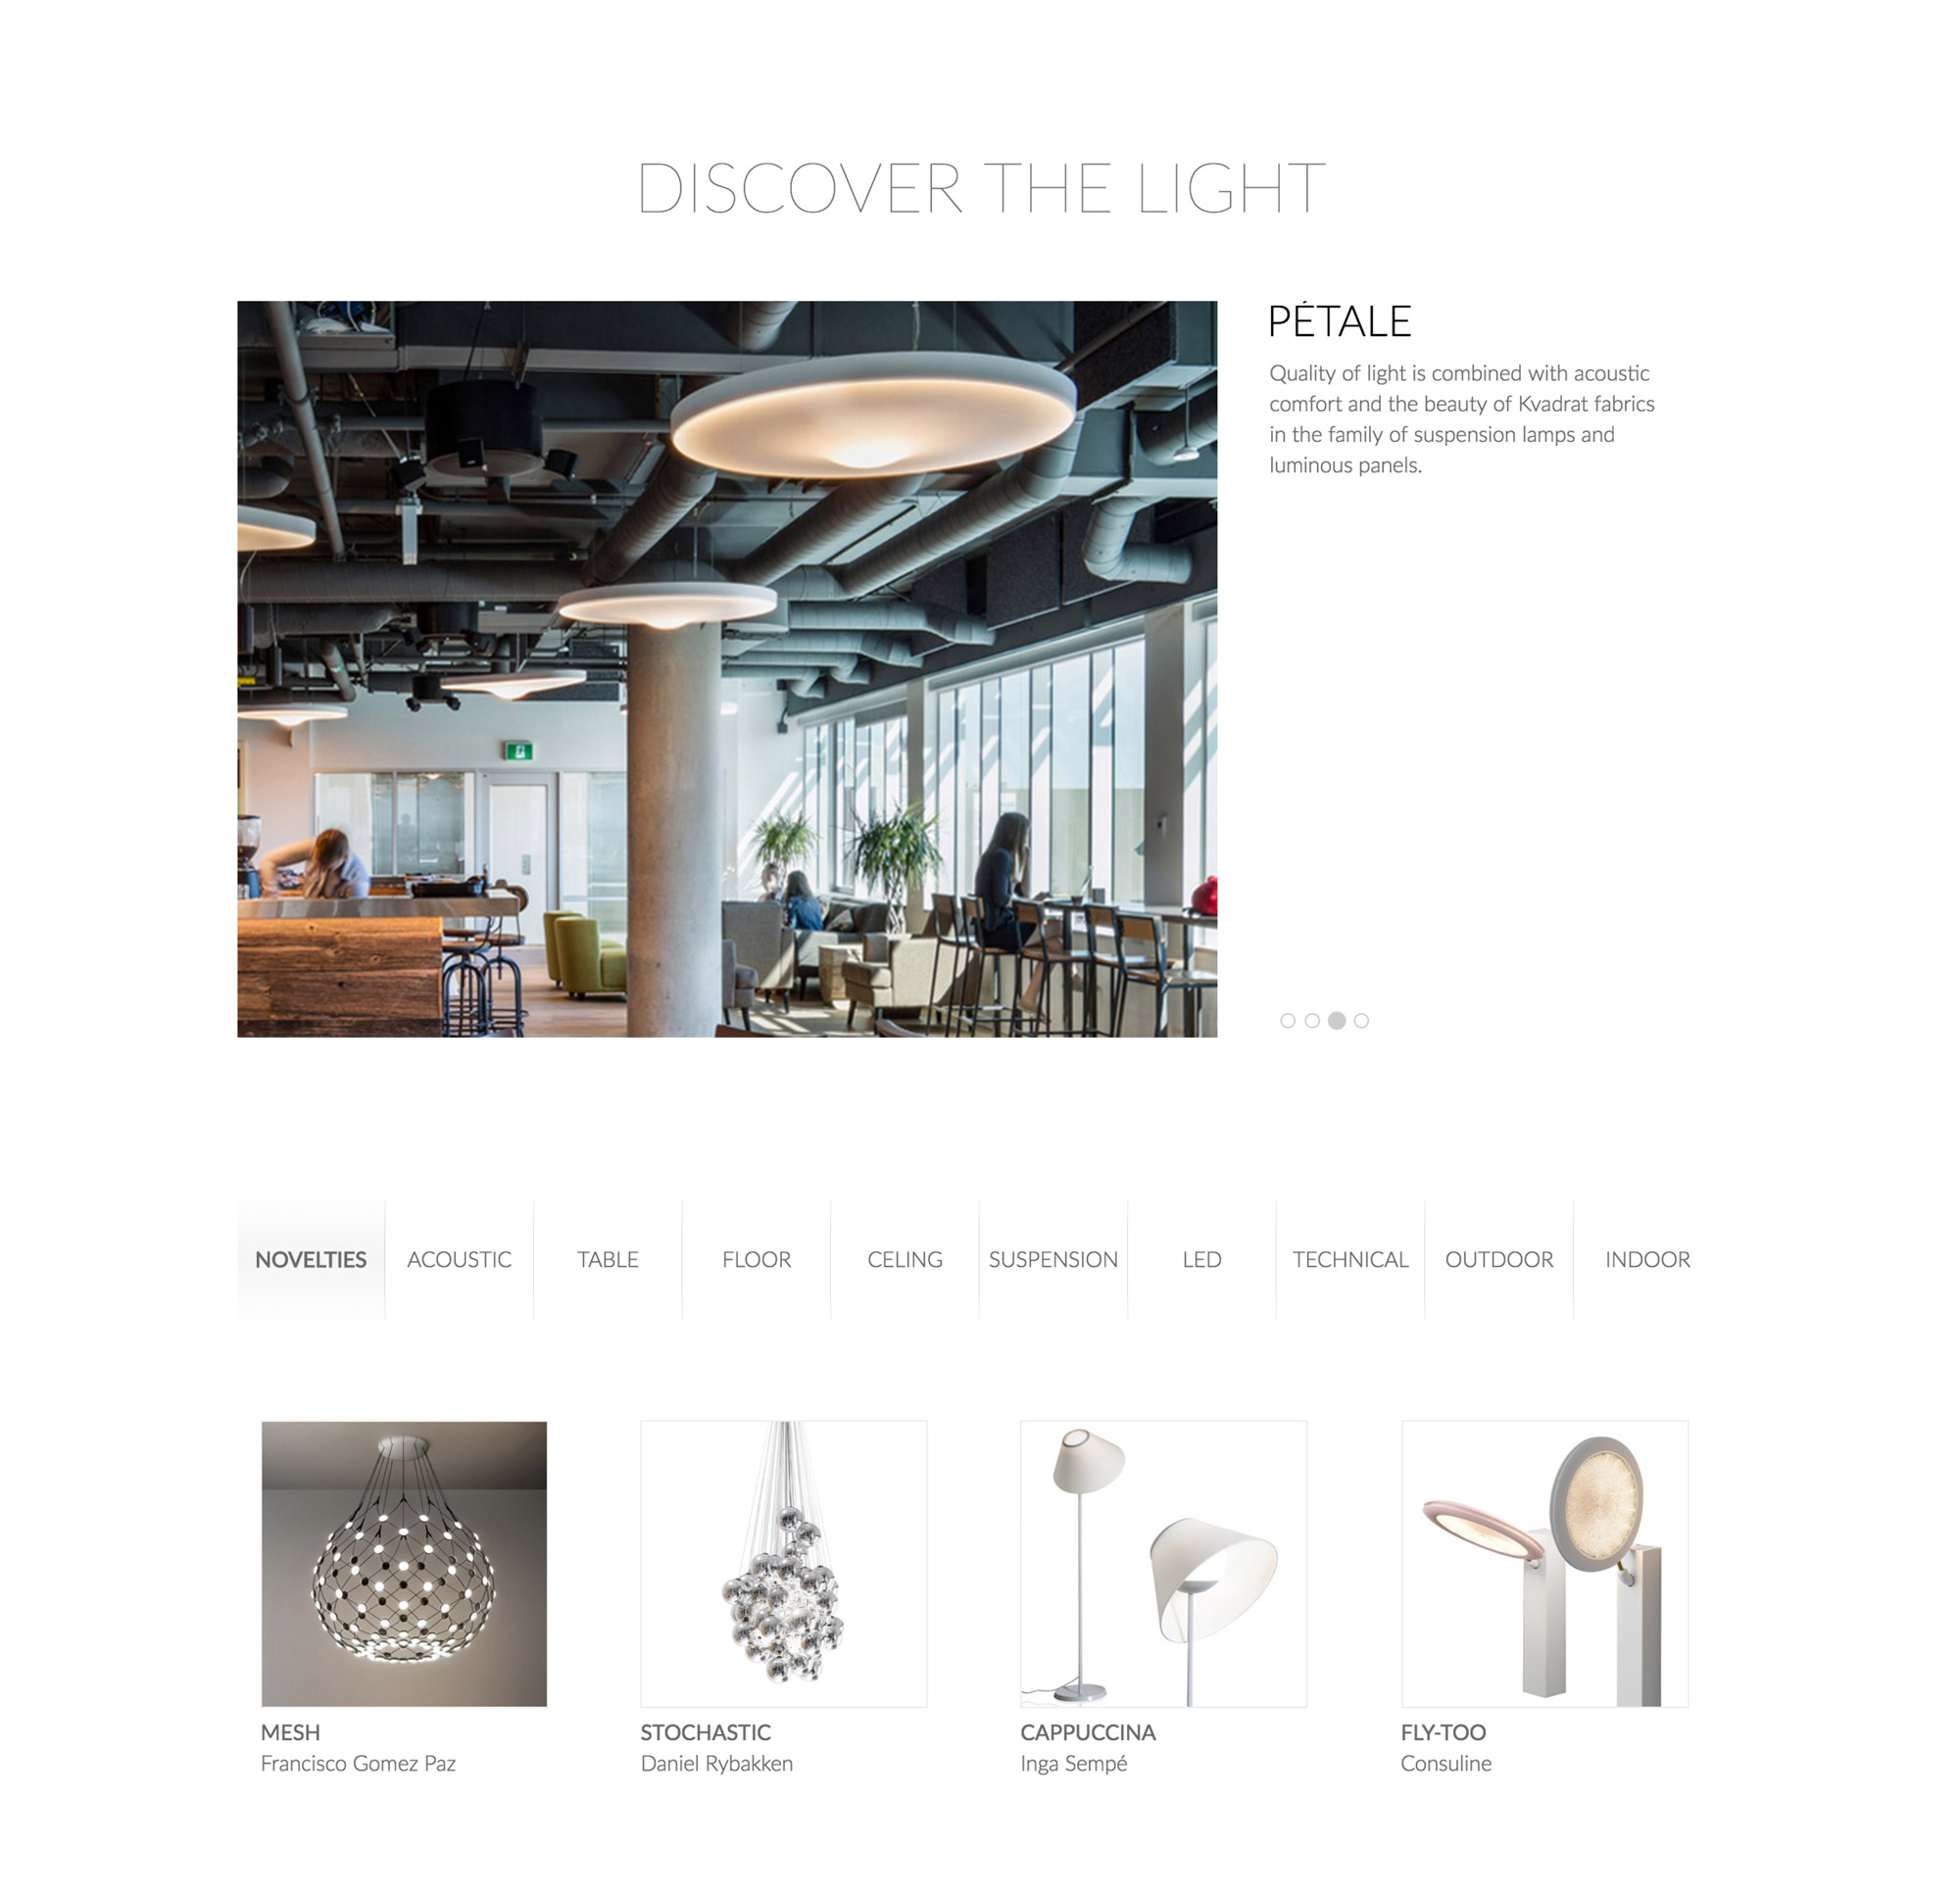 DISCOVER THE LIGHT
PÉTALE
Quality of light is combined with acoustic
comfort and the beauty of Kvadrat fabrics
in the family of suspension lamps and
luminous panels.
NOVELTIES
ACOUSTIC
TABLE
FLOOR
CELING
SUSPENSION
LED
TECHNICAL
OUTDOOR
INDOOR
MESH
Francisco Gomez Paz
STOCHASTIC
Daniel Rybakken
CAPPUCCINA
Inga Sempé
FLY-TOO
Consuline